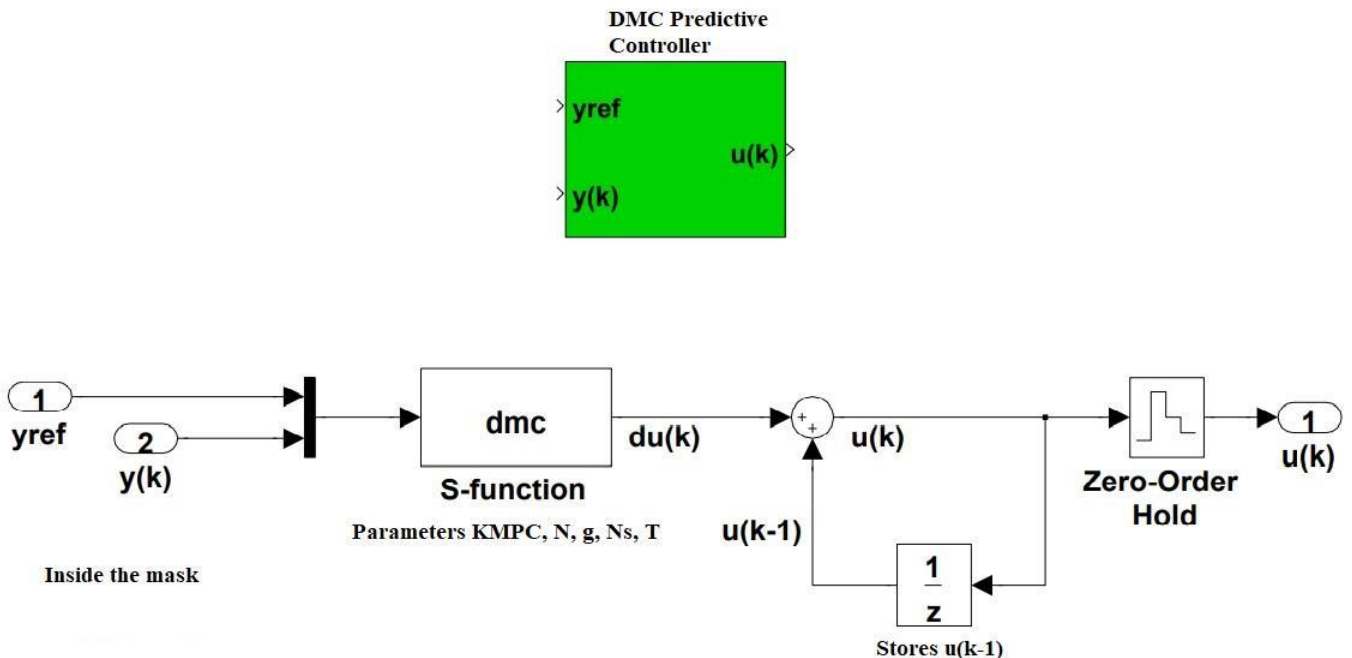 DMC Predictive
Controller
yref
u(k)
y(k)
1
yref
2
y(k)
dmc
S-function
Parameters KMPC, N, g, Ns, T
du(k)
+
+
u(k)
u(k-1)
1
z
Stores u(k-1)
Zero-Order
Hold
1
u(k)
Inside the mask